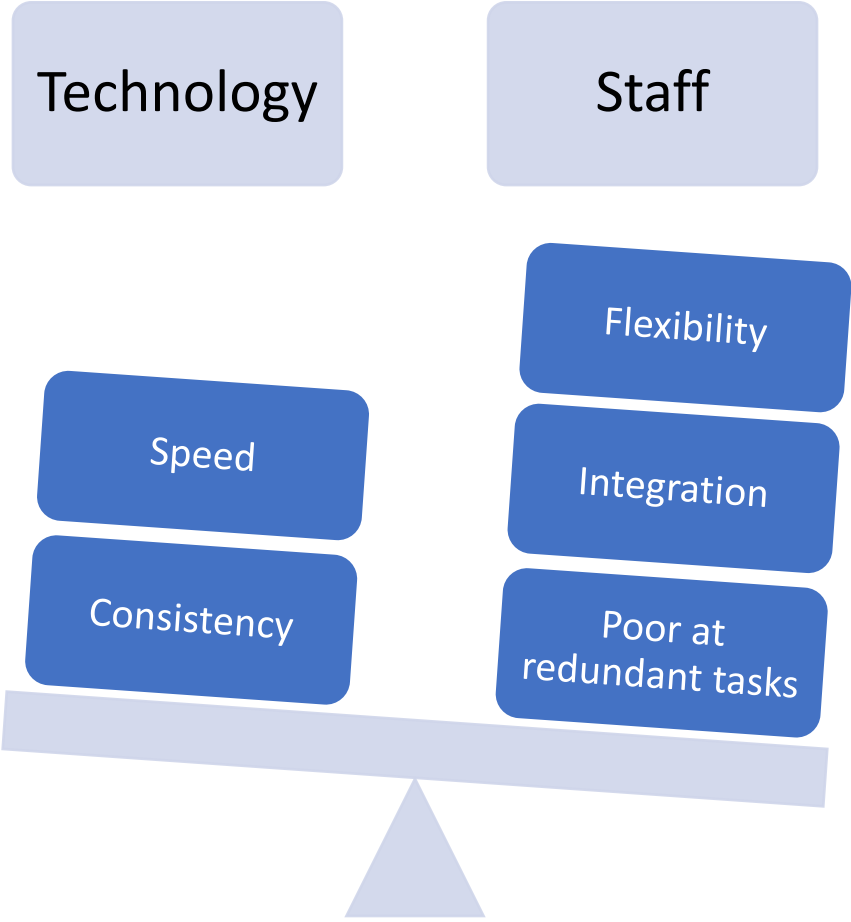 Technology
Staff
Flexibility
Speed
Integration
Consistency
Poor at
redundant tasks